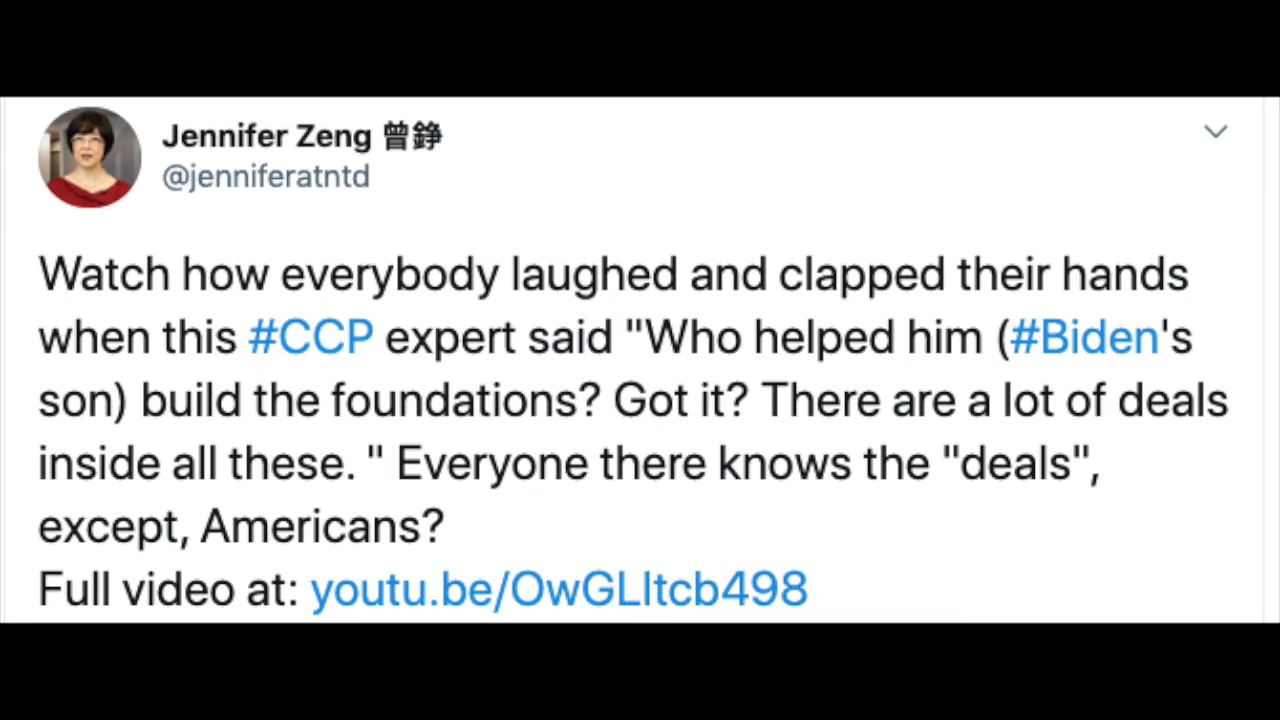 Jennifer Zeng 曾錚
@jenniferatntd
Watch how everybody laughed and clapped their hands
when this #CCP expert said "Who helped him (#Biden's
son) build the foundations? Got it? There are a lot of deals
inside all these. " Everyone there knows the "deals",
except, Americans?
Full video at: youtu.be/OwGLItcb498